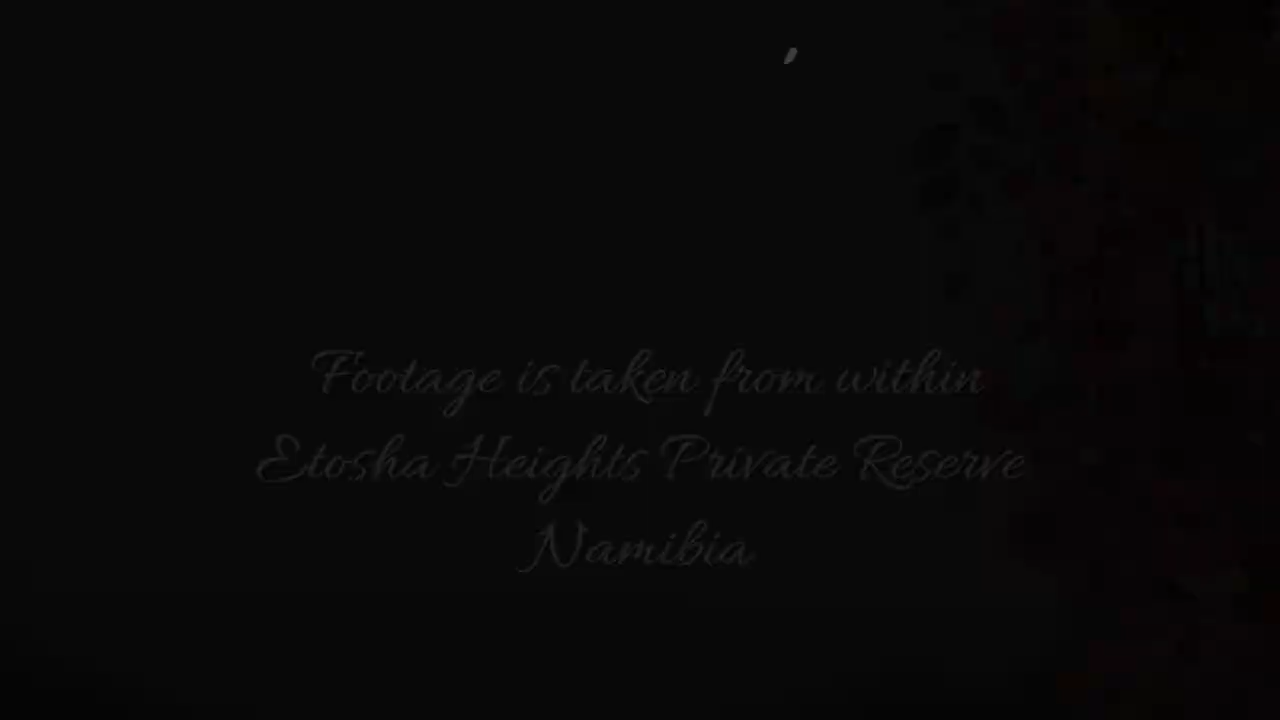 Footage is taken from within
Etosha Heights Private Reserve
Namibia